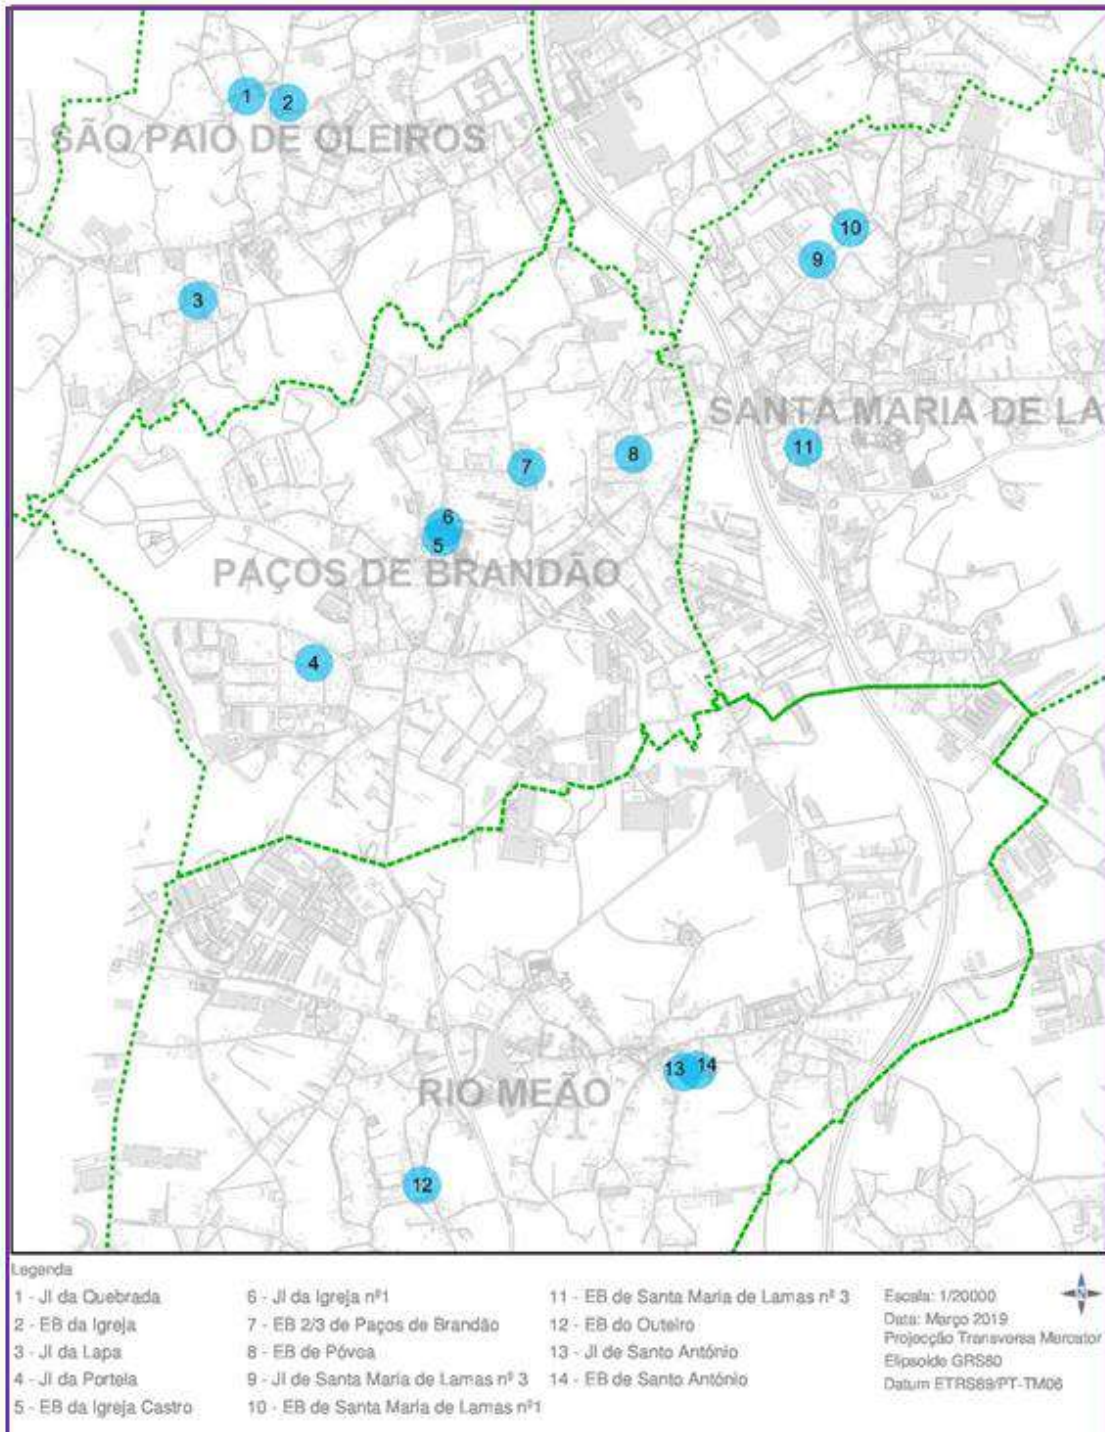 1 2
SÃO PAIO DE OLEIROS
10
9
3
SANTA MARIA DE LA
11
8
7
6
5
PAÇOS DE BRANDÃO
4
13 14
RIO MEÃO
12
Legenda
1 - JI da Quebrada
2 - EB da Igreja
3 - JI da Lapa
4 - JI da Portela
5 - EB da Igreja Castro
6 - JI da Igreja nº1
7 - EB 2/3 de Paços de Brandão
8 - EB de Póvoa
9 - JI de Santa Maria de Lamas nº 3
10 - EB de Santa Maria de Lamas nº1
11 - EB de Santa Maria de Lamas nº 3
12 - EB do Outeiro
13 - JI de Santo António
14 - EB de Santo António
Escala: 1/20000
Data: Março 2019
Projecção Transversa Mercator
Elipsoide GRS80
Datum ETRS89/PT-TM06
N